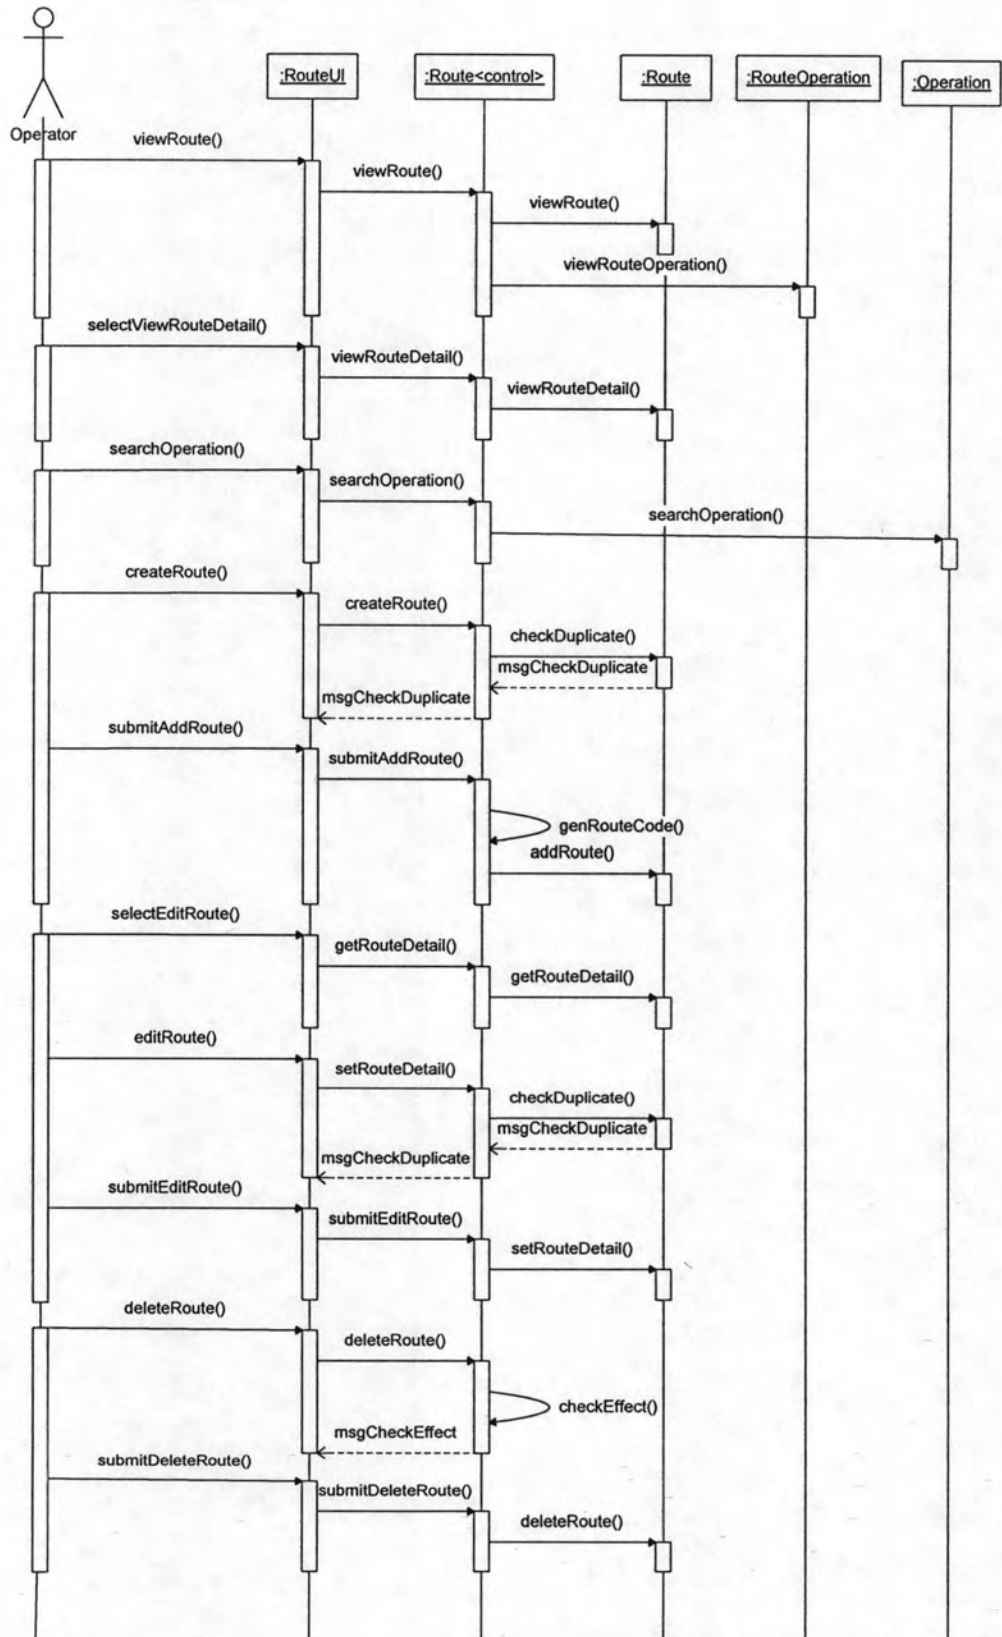 :RouteUI
:Route<control>
:Route
:RouteOperation
:Operation
Operator
viewRoute()
viewRoute()
viewRoute()
viewRouteOperation()
selectViewRouteDetail()
viewRouteDetail()
viewRouteDetail()
searchOperation()
searchOperation()
searchOperation()
createRoute()
createRoute()
checkDuplicate()
msgCheckDuplicate
msgCheckDuplicate
submitAddRoute()
submitAddRoute()
genRouteCode()
addRoute()
selectEditRoute()
getRouteDetail()
getRouteDetail()
editRoute()
setRouteDetail()
checkDuplicate()
msgCheckDuplicate
msgCheckDuplicate
submitEditRoute()
submitEditRoute()
setRouteDetail()
deleteRoute()
deleteRoute()
checkEffect()
msgCheckEffect
submitDeleteRoute()
submitDeleteRoute()
deleteRoute()